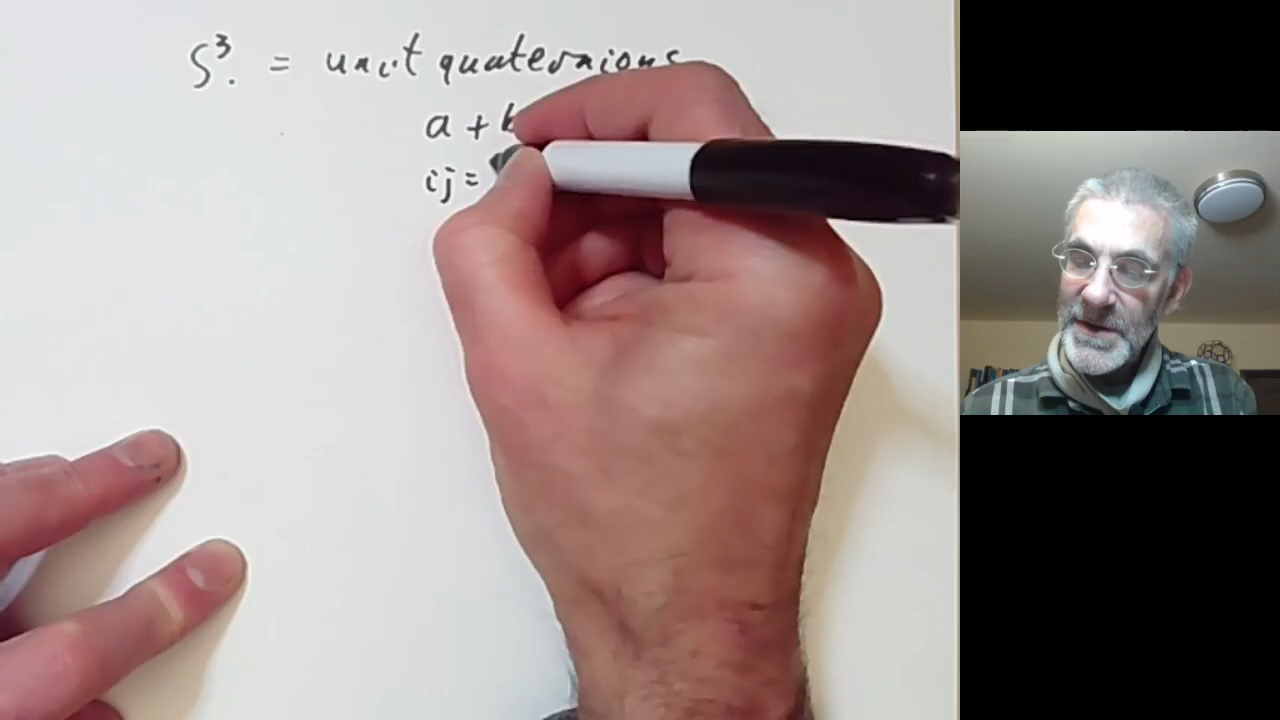 S³. = unit quaternions
a + b
ij =